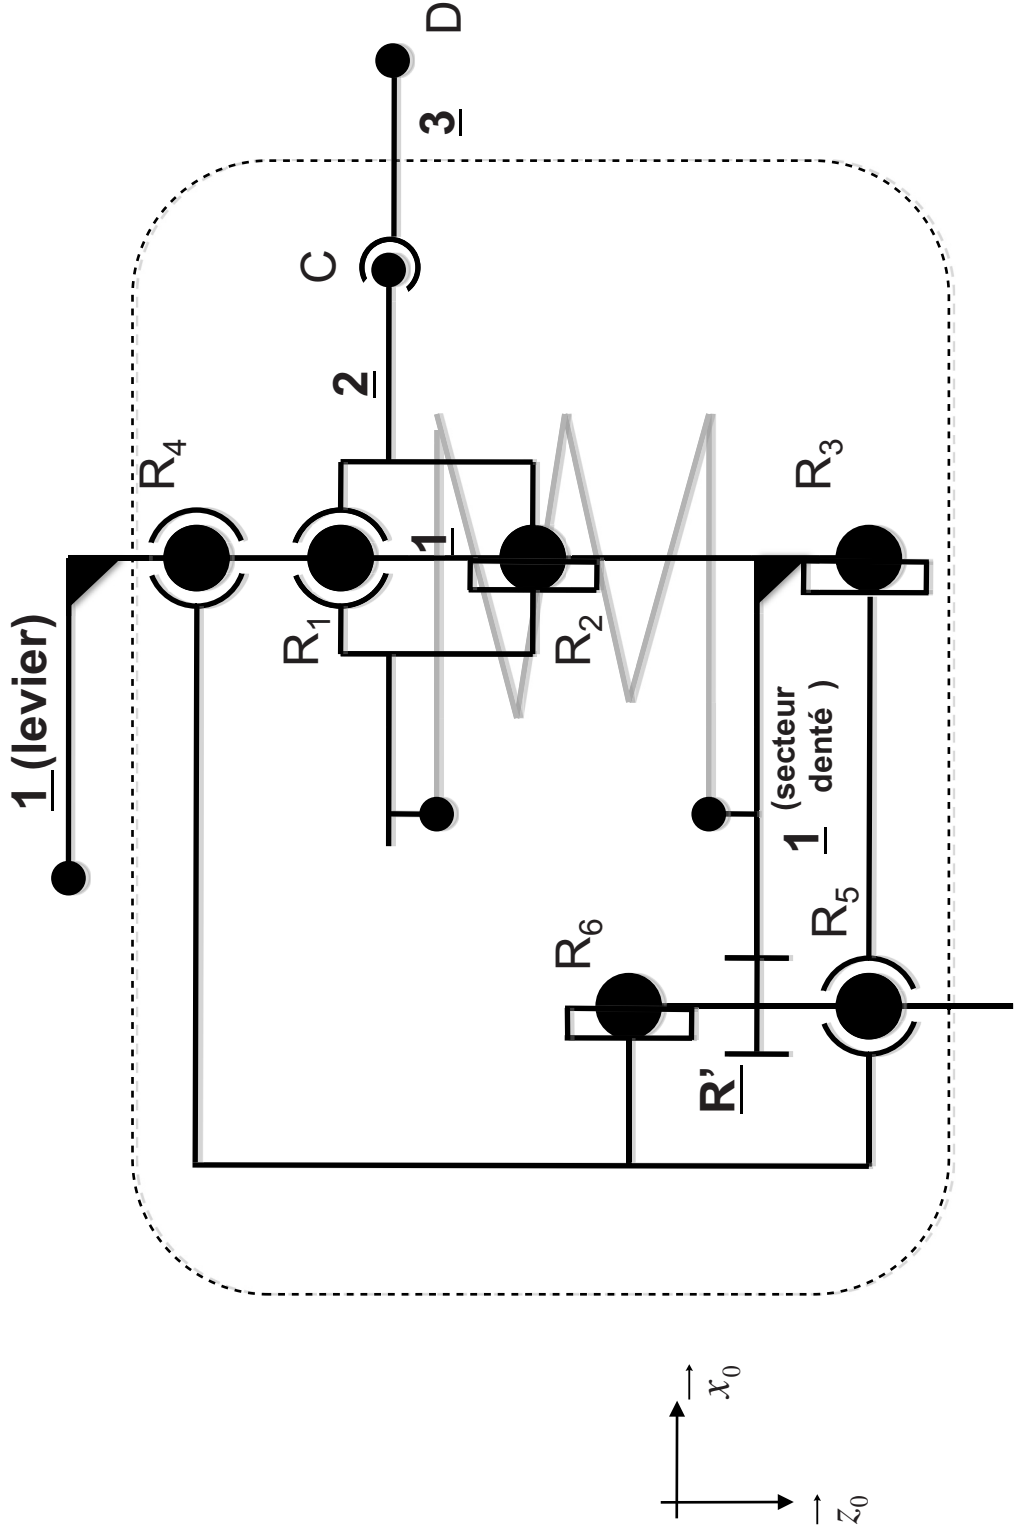 D
3
C
2
R4
1
R3
1 (levier)
R1
R2
(secteur
denté )
1
R5
R6
R’
x0
z0